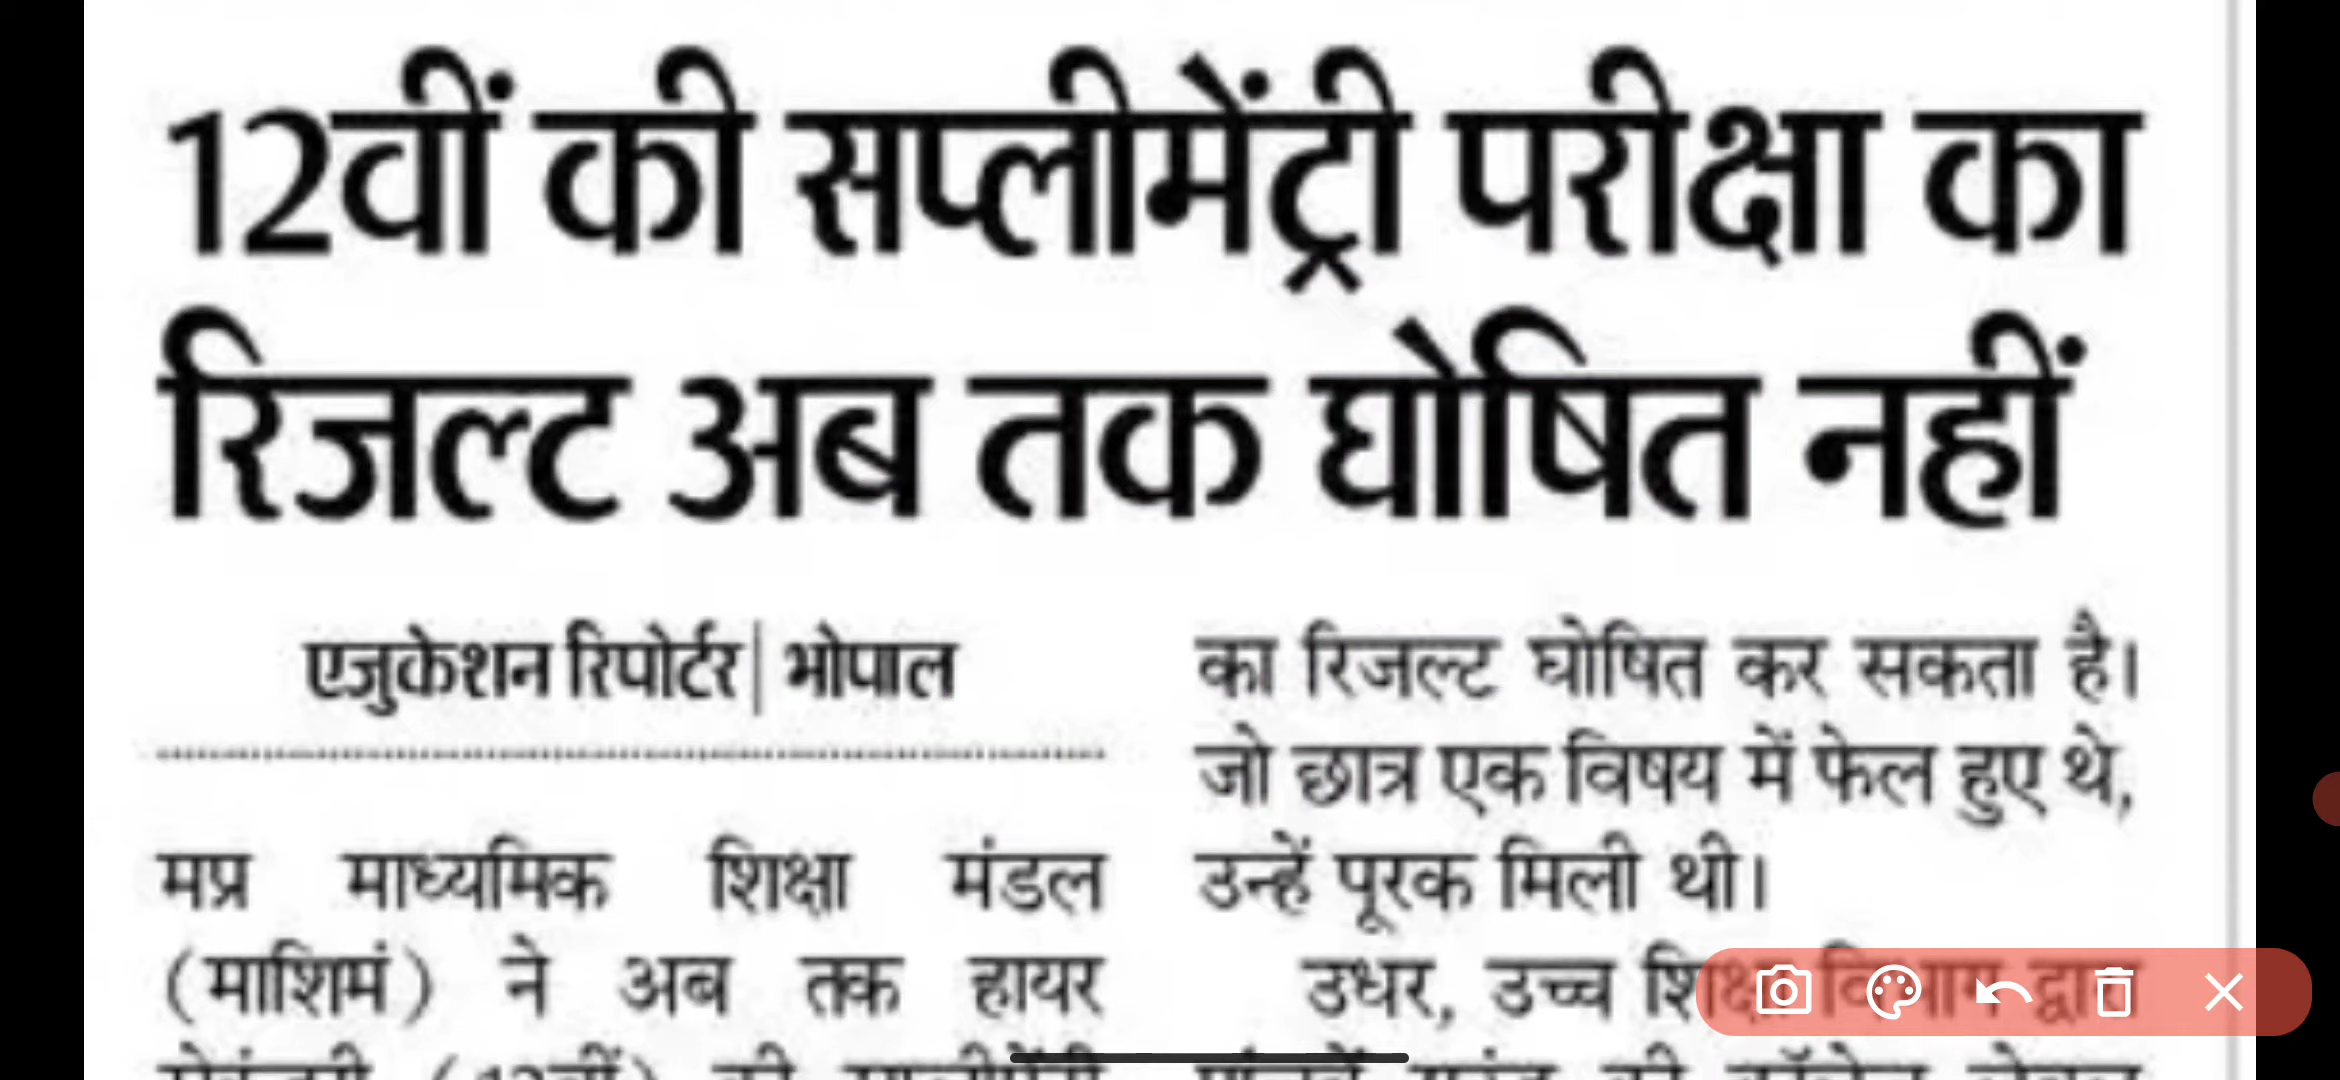 12वीं की सप्लीमेंट्री परीक्षा का
रिजल्ट अब तक घोषित नहीं
एजुकेशन रिपोर्टर| भोपाल
मप्र माध्यमिक शिक्षा मंडल
(माशिमं) ने अब तक हायर
का रिजल्ट घोषित कर सकता है।
जो छात्र एक विषय में फेल हुए थे,
उन्हें पूरक मिली थी।
उधर, उच्च शिक्षा विभाग द्वारा